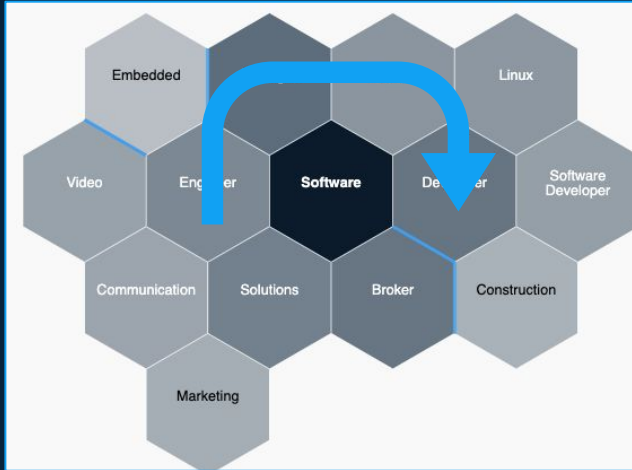 Embedded
Linux
Video
Software
Software
Developer
Communication
Solutions
Broker
Construction
Marketing